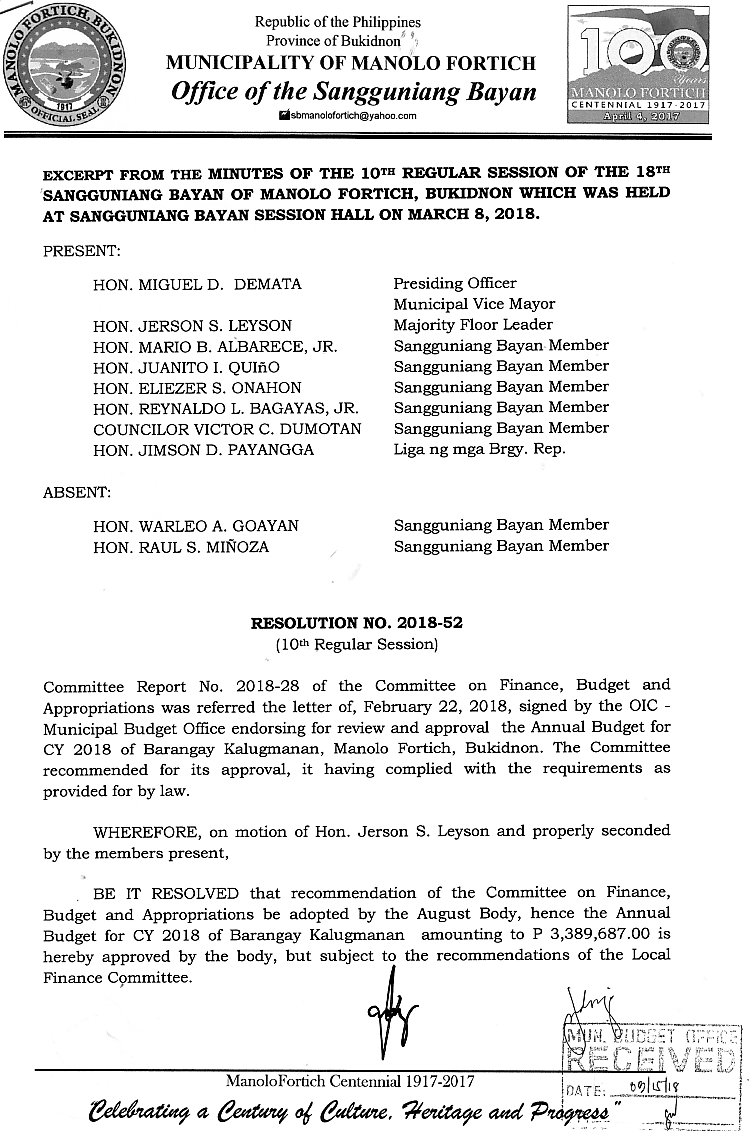 MANOLO FORTICH, BUKIDNON
1917
OFFICIAL SEAL
Republic of the Philippines
Province of Bukidnon
MUNICIPALITY OF MANOLO FORTICH
Office of the Sangguniang Bayan
sbmanolofortich@yahoo.com
100
Years
MANOLO FORTICH
CENTENNIAL 1917-2017
April 4, 2017
EXCERPT FROM THE MINUTES OF THE 10TH REGULAR SESSION OF THE 18TH
SANGGUNIANG BAYAN OF MANOLO FORTICH, BUKIDNON WHICH WAS HELD
AT SANGGUNIANG BAYAN SESSION HALL ON MARCH 8, 2018.
PRESENT:
HON. MIGUEL D. DEMATA Presiding Officer
Municipal Vice Mayor
HON. JERSON S. LEYSON Majority Floor Leader
HON. MARIO B. ALBARECE, JR. Sangguniang Bayan Member
HON. JUANITO I. QUIñO Sangguniang Bayan Member
HON. ELIEZER S. ONAHON Sangguniang Bayan Member
HON. REYNALDO L. BAGAYAS, JR. Sangguniang Bayan Member
COUNCILOR VICTOR C. DUMOTAN Sangguniang Bayan Member
HON. JIMSON D. PAYANGGA Liga ng mga Brgy. Rep.
ABSENT:
HON. WARLEO A. GOAYAN Sangguniang Bayan Member
HON. RAUL S. MIÑOZA Sangguniang Bayan Member
RESOLUTION NO. 2018-52
(10th Regular Session)
Committee Report No. 2018-28 of the Committee on Finance, Budget and
Appropriations was referred the letter of, February 22, 2018, signed by the OIC -
Municipal Budget Office endorsing for review and approval the Annual Budget for
CY 2018 of Barangay Kalugmanan, Manolo Fortich, Bukidnon. The Committee
recommended for its approval, it having complied with the requirements as
provided for by law.
WHEREFORE, on motion of Hon. Jerson S. Leyson and properly seconded
by the members present,
BE IT RESOLVED that recommendation of the Committee on Finance,
Budget and Appropriations be adopted by the August Body, hence the Annual
Budget for CY 2018 of Barangay Kalugmanan amounting to P 3,389,687.00 is
hereby approved by the body, but subject to the recommendations of the Local
Finance Committee.
MUN. BUDGET OFFICE
RECEIVED
DATE:
ManoloFortich Centennial 1917-2017
"Celebrating a Century of Culture, Heritage and Progress"